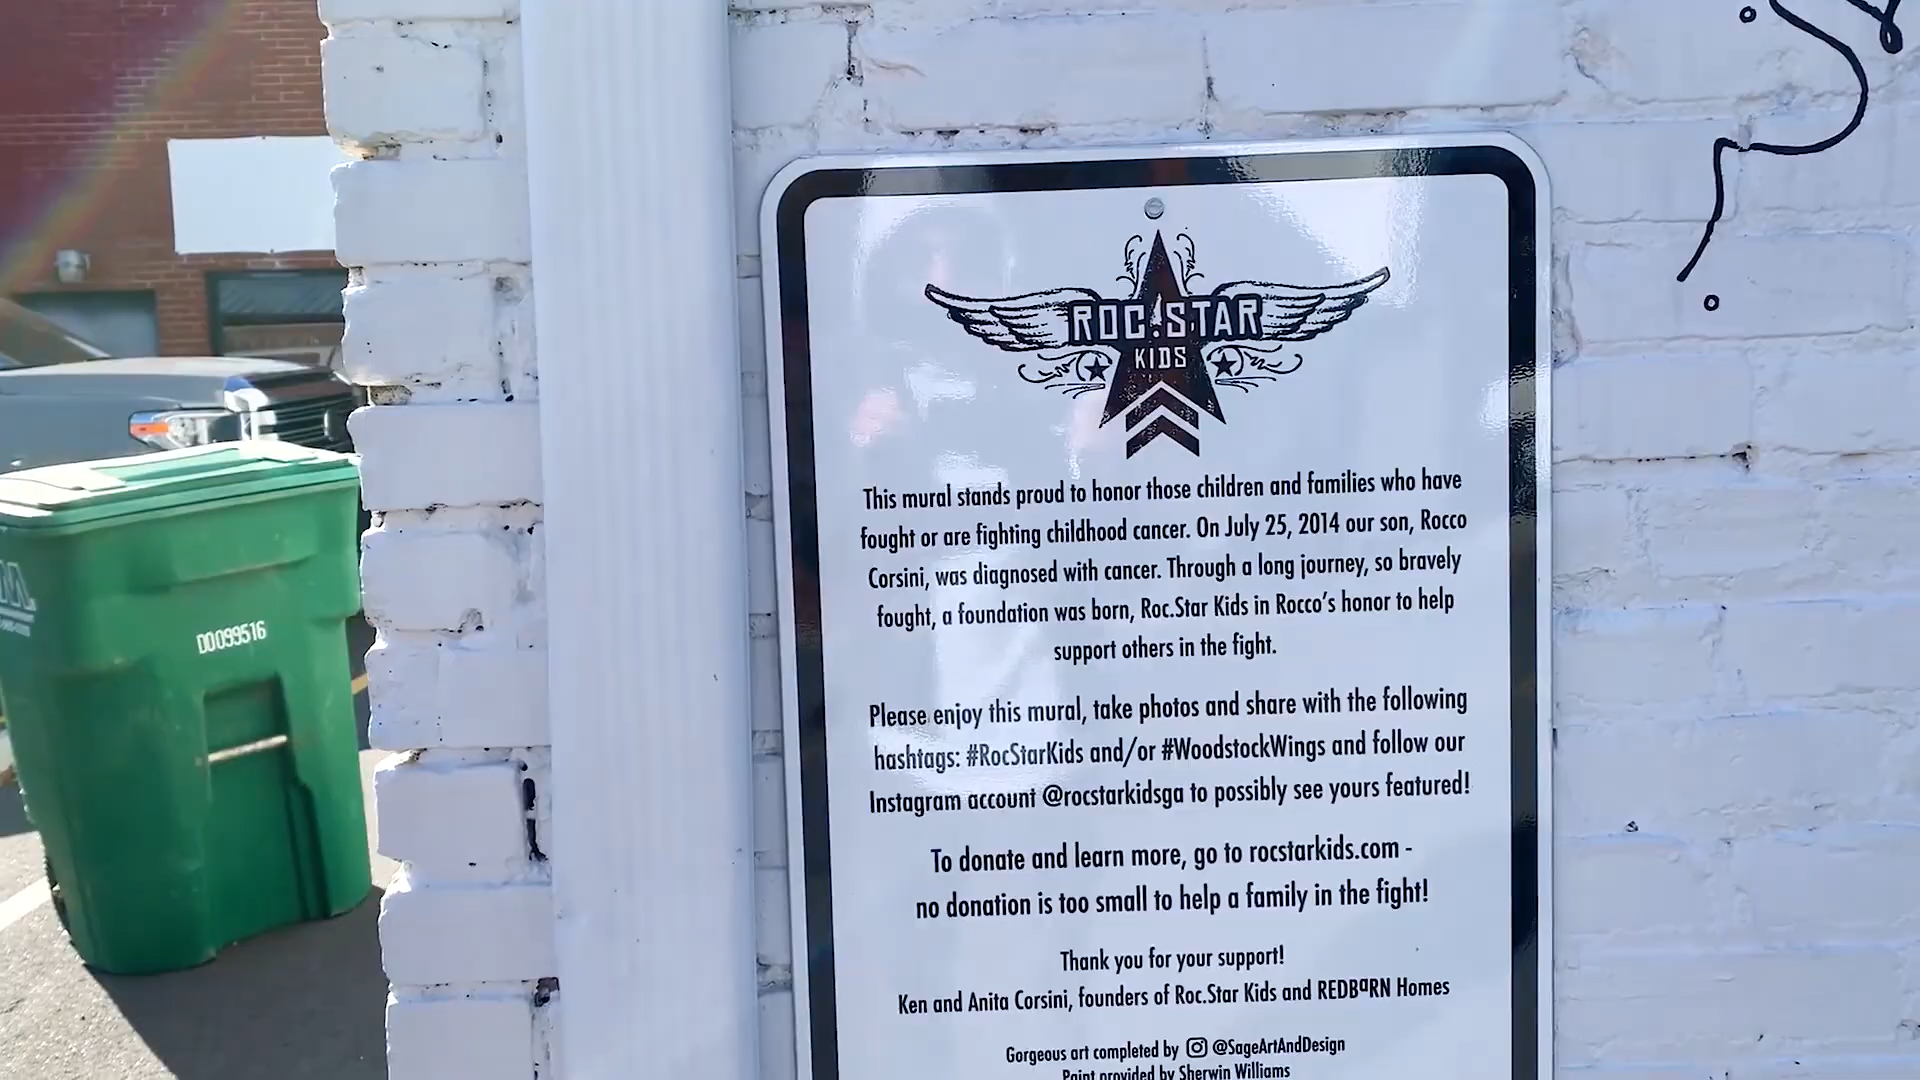 ROC.STAR
KIDS
This mural stands proud to honor those children and families who have
fought or are fighting childhood cancer. On July 25, 2014 our son, Rocco
Corsini, was diagnosed with cancer. Through a long journey, so bravely
fought, a foundation was born, Roc.Star Kids in Rocco's honor to help
support others in the fight.
Please enjoy this mural, take photos and share with the following
hashtags: #RocStarKids and/or #WoodstockWings and follow our
Instagram account @rocstarkidsga to possibly see yours featured!
To donate and learn more, go to rocstarkids.com -
no donation is too small to help a family in the fight!
Thank you for your support!
Ken and Anita Corsini, founders of Roc.Star Kids and REDBARN Homes
Gorgeous art completed by @SageArtAndDesign
Paint provided by Sherwin Williams
DD099516